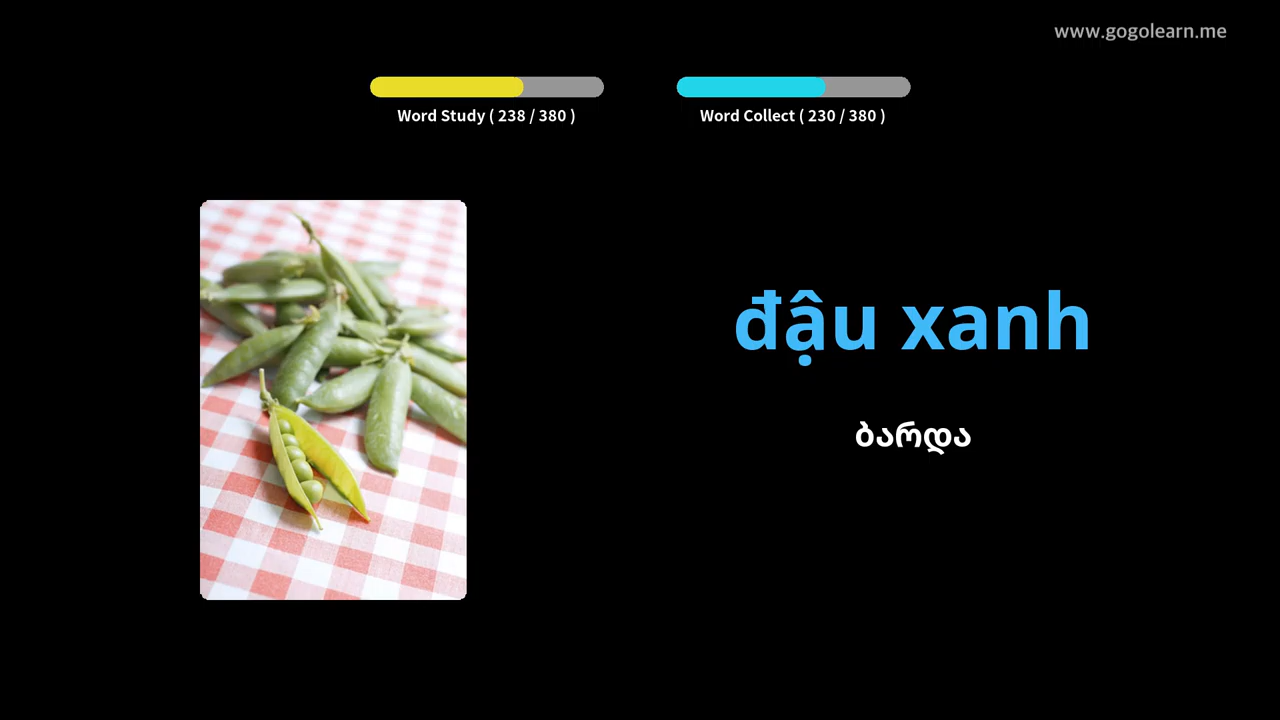 www.gogolearn.me
Word Study ( 238 / 380 )
Word Collect ( 230 / 380 )
đậu xanh
ბარდა